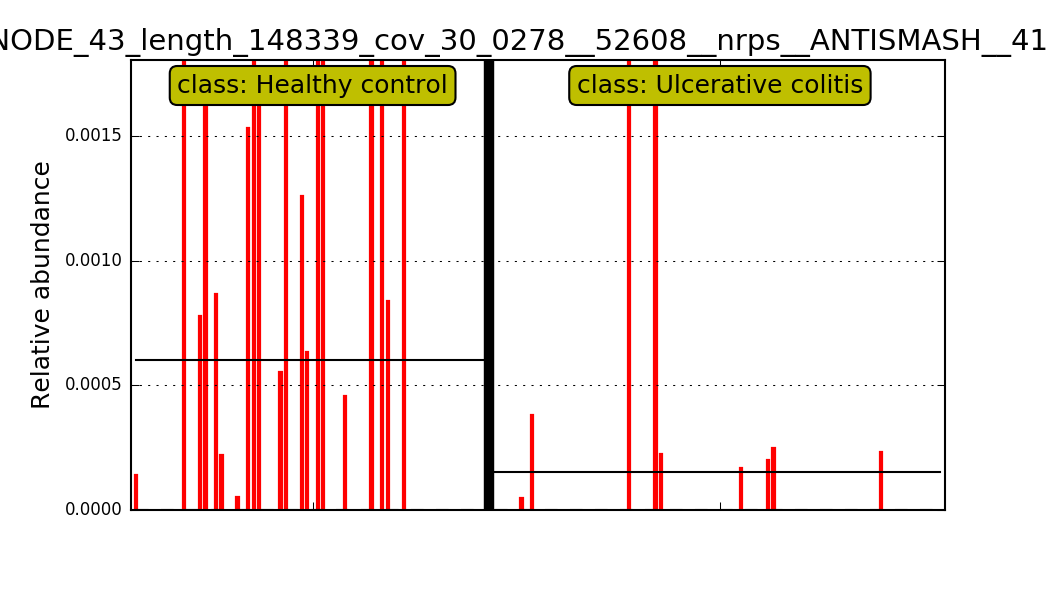 NODE_43_length_148339_cov_30_0278__52608__nrps__ANTISMASH__41
class: Healthy control
class: Ulcerative colitis
0.0015
0.0010
0.0005
0.0000
Relative abundance